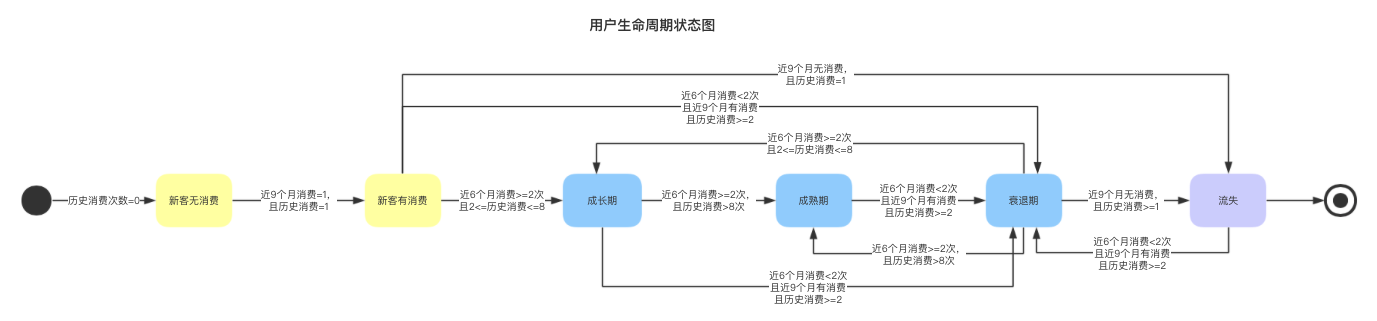 用户生命周期状态图
近9个月无消费，
且历史消费=1
近6个月消费<2次
且近9个月有消费
且历史消费>=2
近6个月消费>=2次
且2<=历史消费<=8
历史消费次数=0
新客无消费
近9个月消费=1,
且历史消费=1
新客有消费
近6个月消费>=2次
且2<=历史消费<=8
成长期
近6个月消费>=2次，
且历史消费>8次
成熟期
近6个月消费<2次
且近9个月有消费
且历史消费>=2
衰退期
近9个月无消费，
且历史消费>=1
流失
近6个月消费>=2次，
且历史消费>8次
近6个月消费<2次
且近9个月有消费
且历史消费>=2
近6个月消费<2次
且近9个月有消费
且历史消费>=2